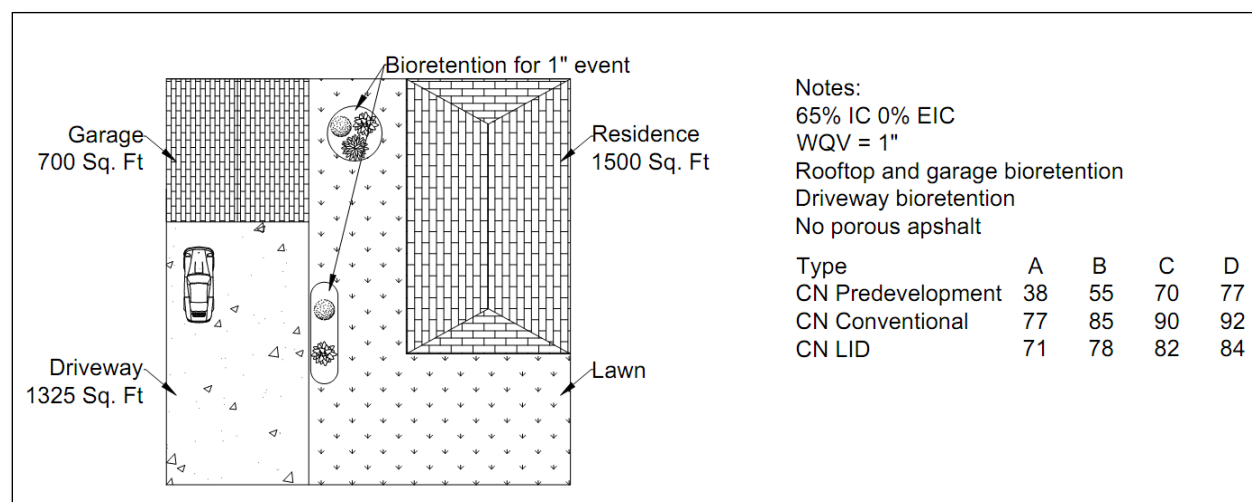 Bioretention for 1" event
Garage
700 Sq. Ft
Residence
1500 Sq. Ft
Driveway
1325 Sq. Ft
Lawn
Notes:
65% IC 0% EIC
WQV = 1"
Rooftop and garage bioretention
Driveway bioretention
No porous apshalt
Type A B C D
CN Predevelopment 38 55 70 77
CN Conventional 77 85 90 92
CN LID 71 78 82 84